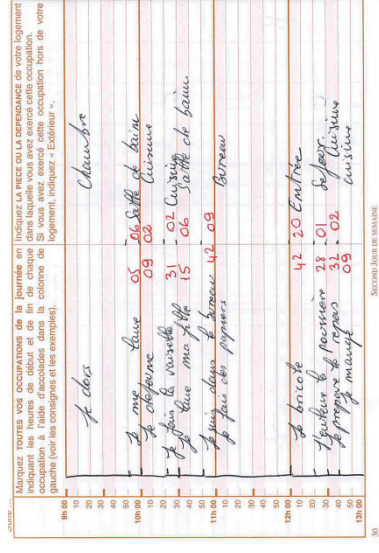 Marquez TOUTES VOS OCCUPATIONS de la journée en
indiquant les heures de début et de fin de chaque
occupation à l'aide d'accolades dans la colonne de
gauche (voir les consignes et les exemples).
Indiquez LA PIECE OU LA DEPENDANCE de votre logement
dans laquelle vous avez exercé cette occupation.
Si vous avez exercé cette occupation hors de votre
logement, indiquez « Extérieur ».
9h 00
10 Je dors Chambre
20
30
40
50 Je me lave 05 06 Salle de bain
10h 00 Je dejeune 09 02 Cuisine
10
20 Je fais la vaisselle 31 02 Cuisine
30 Je lave ma fille 15 06 salle de bain
40
50 Je suis dans le bureau 42 09 Bureau
11h 00 je fais des papiers
10
20
30
40
50
12h 00
10 Je bricole 42 20 Entrée
20
30 la poussière 28 01 Sejour
40 Je prépare le repas 32 02 Cuisine
50 Je mange 09 cuisine
13h 00
30
SECOND JOUR DE SEMAINE